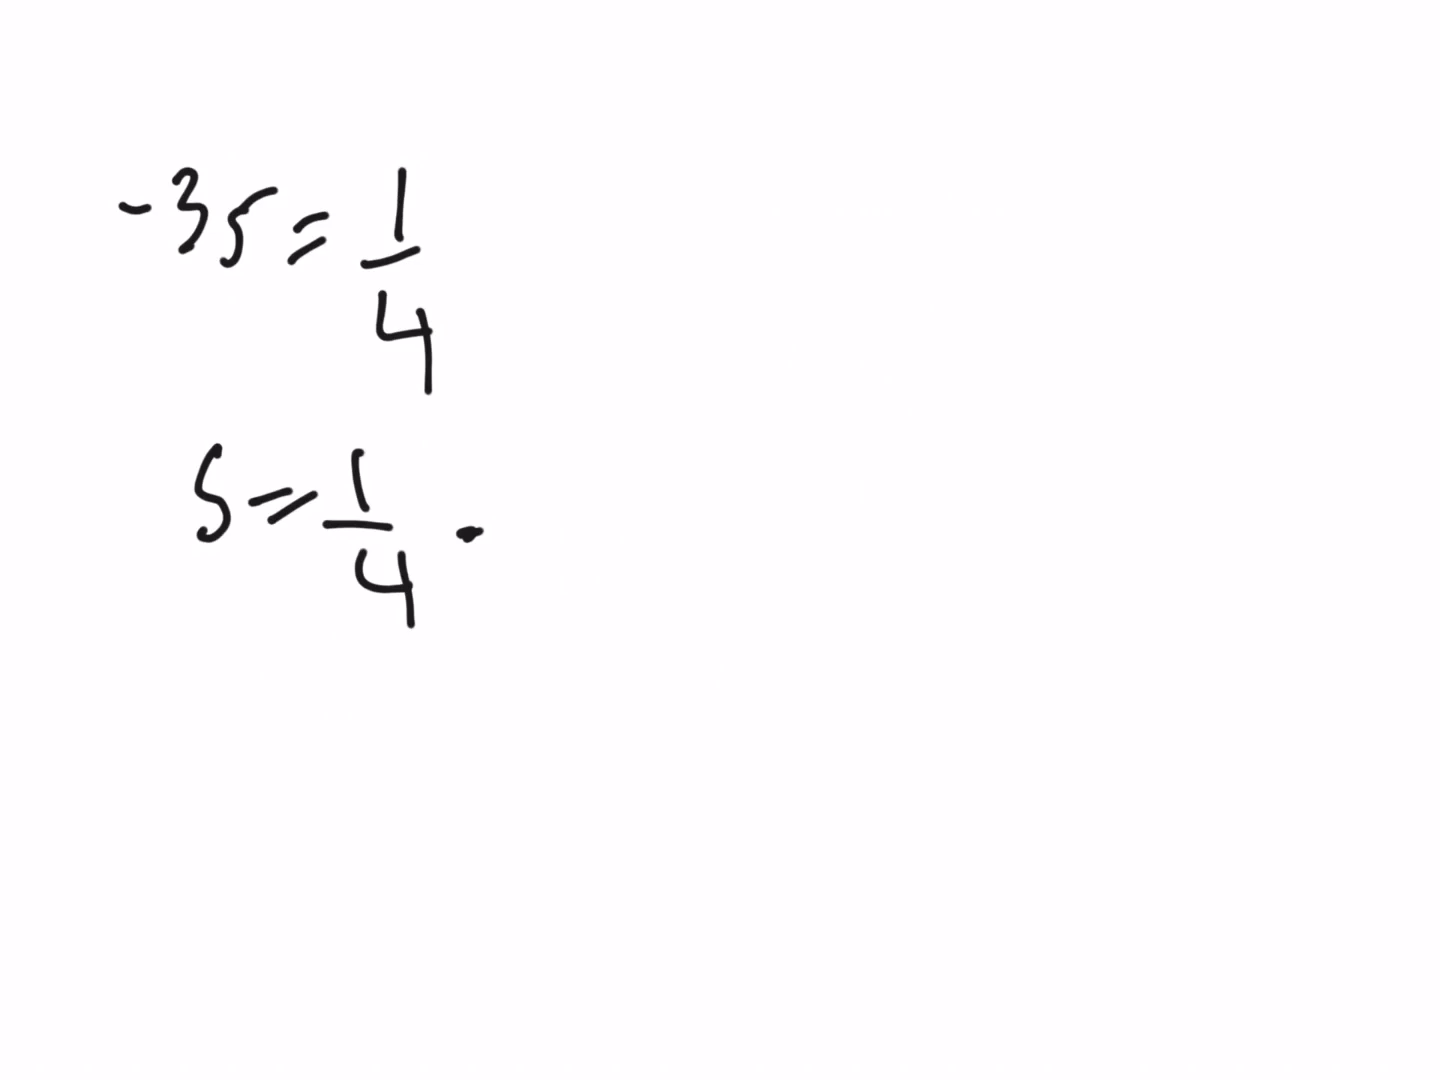 -3s = 1/4
s = 1/4 ·